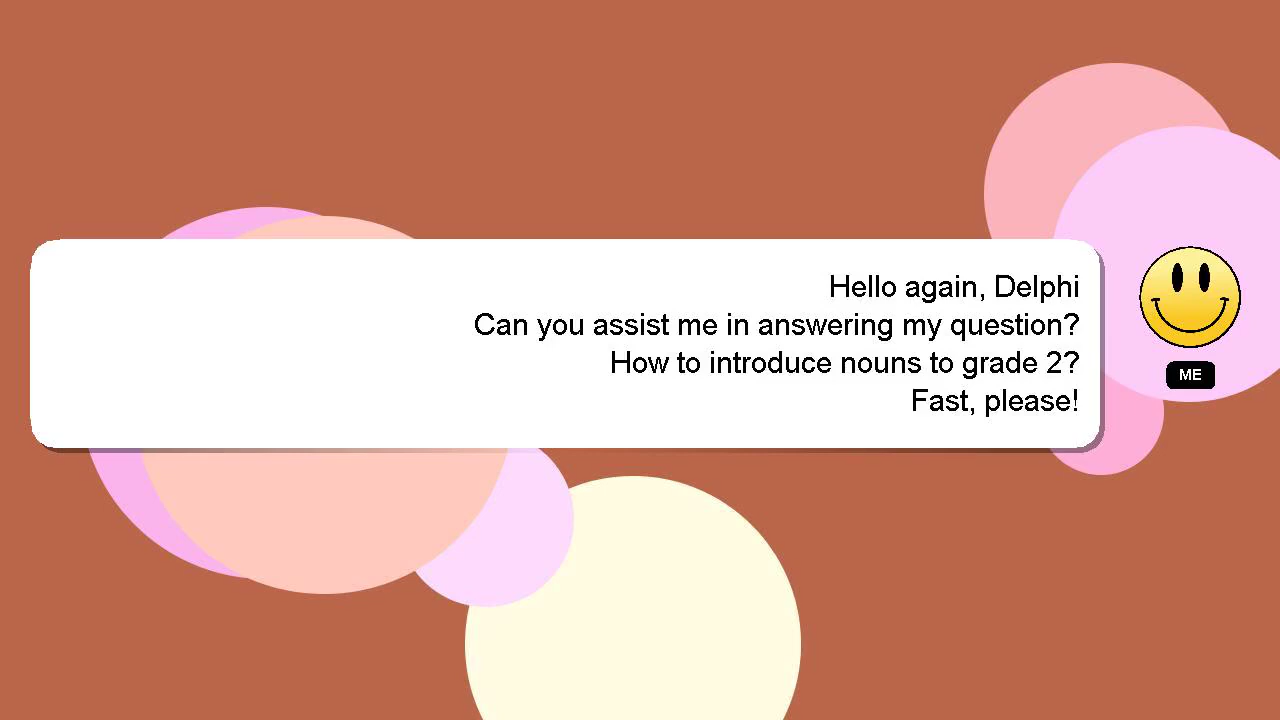 Hello again, Delphi
Can you assist me in answering my question?
How to introduce nouns to grade 2?
Fast, please!
ME